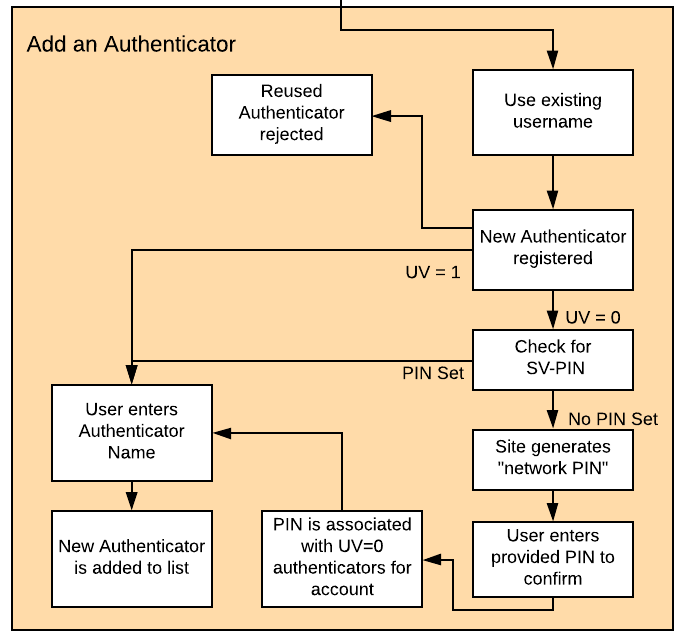 Add an Authenticator
Reused
Authenticator
rejected
Use existing
username
New Authenticator
registered
UV = 1
UV = 0
Check for
SV-PIN
PIN Set
No PIN Set
User enters
Authenticator
Name
Site generates
"network PIN"
New Authenticator
is added to list
PIN is associated
with UV=0
authenticators for
account
User enters
provided PIN to
confirm